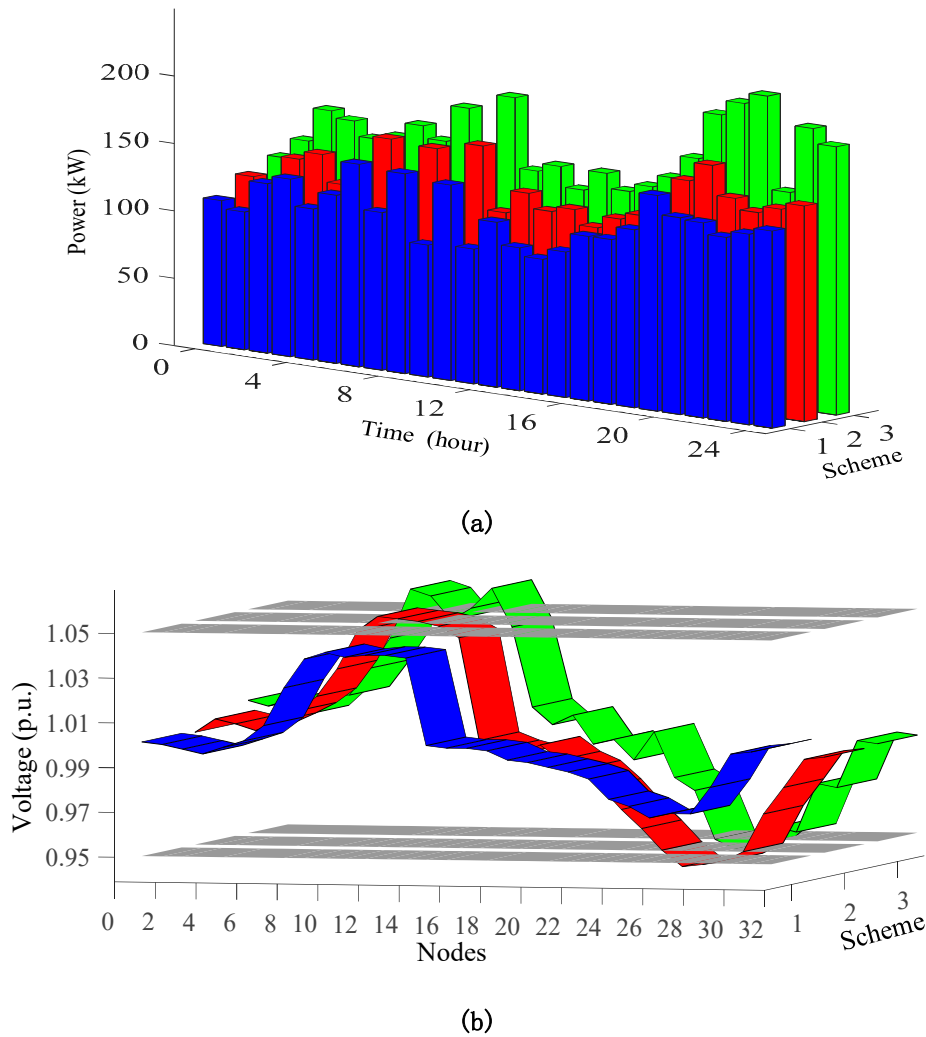 200
150
100
50
0
Power (kW)
0
4
8
12
16
20
24
Time (hour)
1 2 3
Scheme
(a)
1.05
1.03
1.01
0.99
0.97
0.95
Voltage (p.u.)
0 2 4 6 8 10 12 14 16 18 20 22 24 26 28 30 32
Nodes
1
2
3
Scheme
(b)